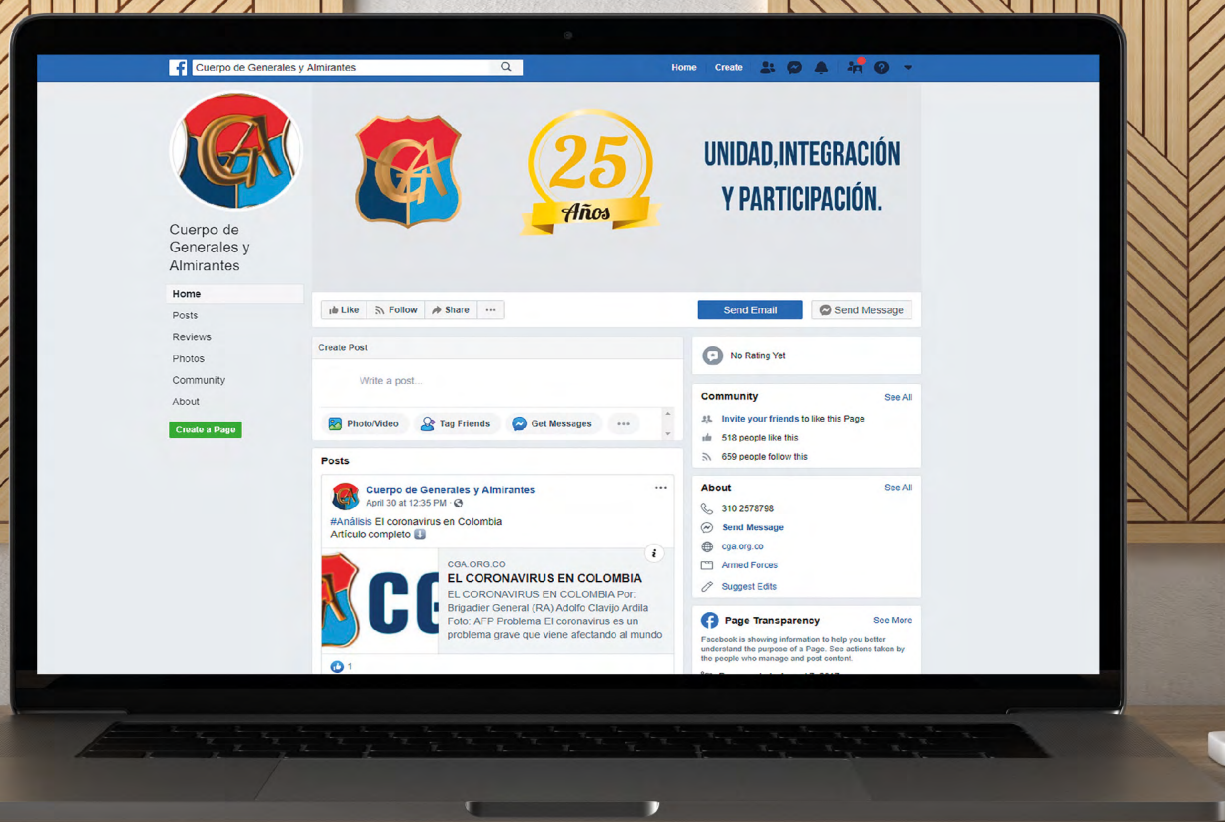 Cuerpo de Generales y Almirantes
Home
Create
25
Años
UNIDAD,INTEGRACIÓN
Y PARTICIPACIÓN.
Cuerpo de
Generales y
Almirantes
Home
Posts
Reviews
Photos
Community
About
Create a Page
Like
Follow
Share
Send Email
Send Message
Create Post
Write a post...
Photo/Video
Tag Friends
Get Messages
Posts
Cuerpo de Generales y Almirantes
April 30 at 12:35 PM ·
#Análisis El coronavirus en Colombia
Artículo completo
CGA.ORG.CO
EL CORONAVIRUS EN COLOMBIA
EL CORONAVIRUS EN COLOMBIA Por:
Brigadier General (RA) Adolfo Clavijo Ardila
Foto: AFP Problema El coronavirus es un
problema grave que viene afectando al mundo
1
No Rating Yet
Community
See All
Invite your friends to like this Page
518 people like this
659 people follow this
About
See All
310 2578798
Send Message
cga.org.co
Armed Forces
Suggest Edits
Page Transparency
See More
Facebook is showing information to help you better
understand the purpose of a Page. See actions taken by
the people who manage and post content.